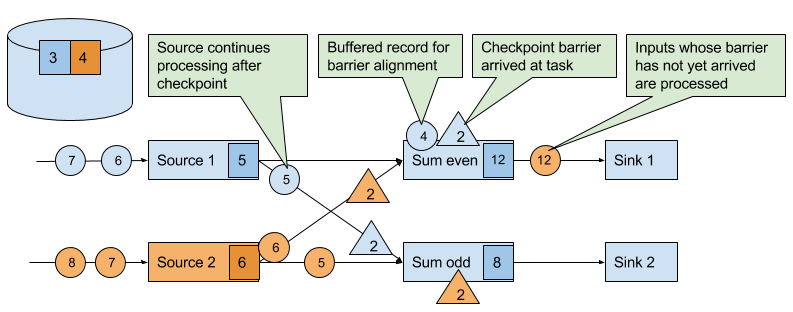 3 4
Source continues
processing after
checkpoint
Buffered record for
barrier alignment
Checkpoint barrier
arrived at task
Inputs whose barrier
has not yet arrived
are processed
4
2
7
6
Source 1
5
5
Sum even
12
12
Sink 1
2
2
6
8
7
Source 2
6
5
Sum odd
8
Sink 2
2